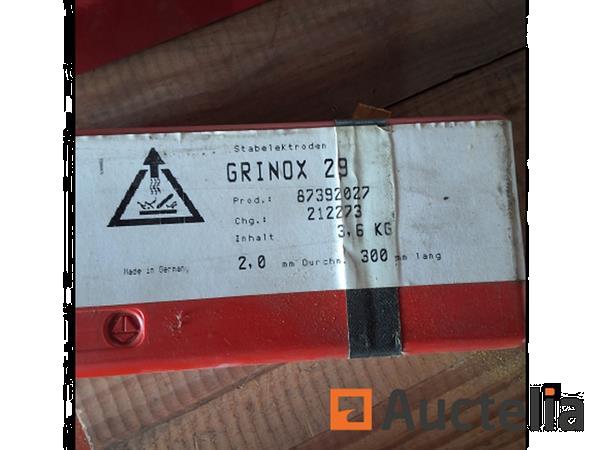 Stabelektroden
GRINOX 29
Prod.: 87392027
Chg.: 212273
Inhalt 3,6 KG
Made in Germany 2,0 mm Durchm. 300 mm lang
Auctelia